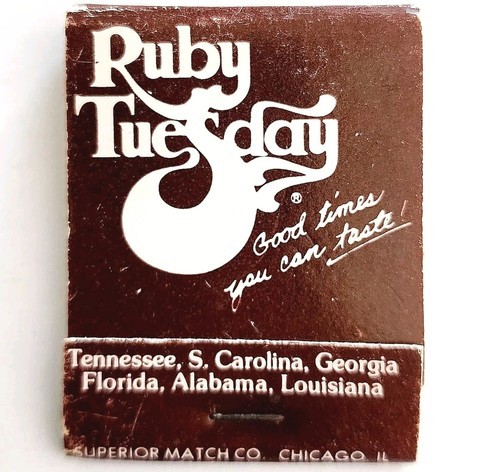 Ruby
Tuesday
®
Good times
you can taste!
Tennessee, S. Carolina, Georgia
Florida, Alabama, Louisiana
SUPERIOR MATCH CO. CHICAGO IL